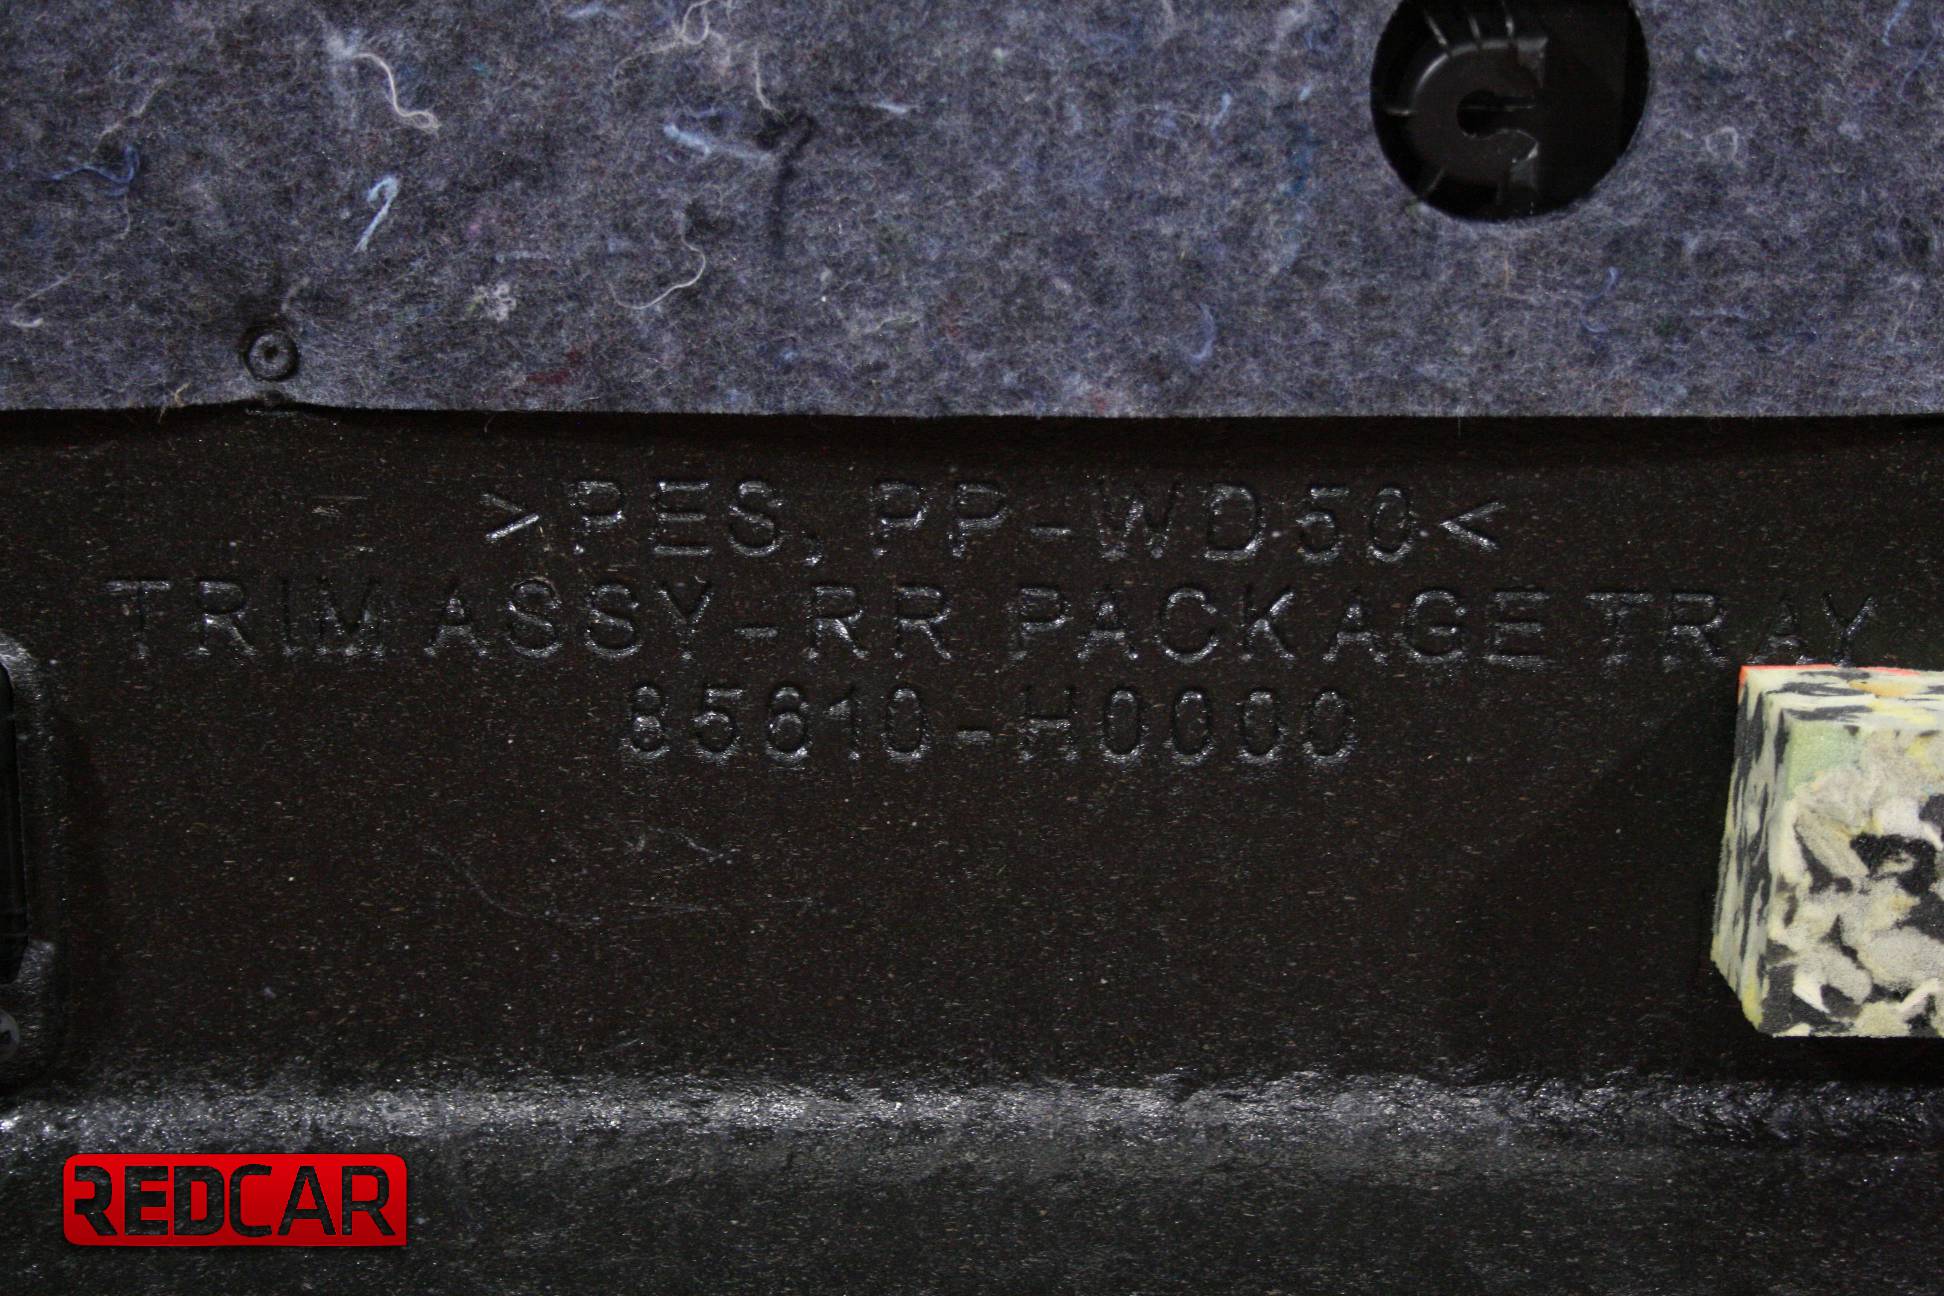 >PES, PP-WD50<
TRIM ASSY-RR PACKAGE TRAY
85610-H0000
REDCAR